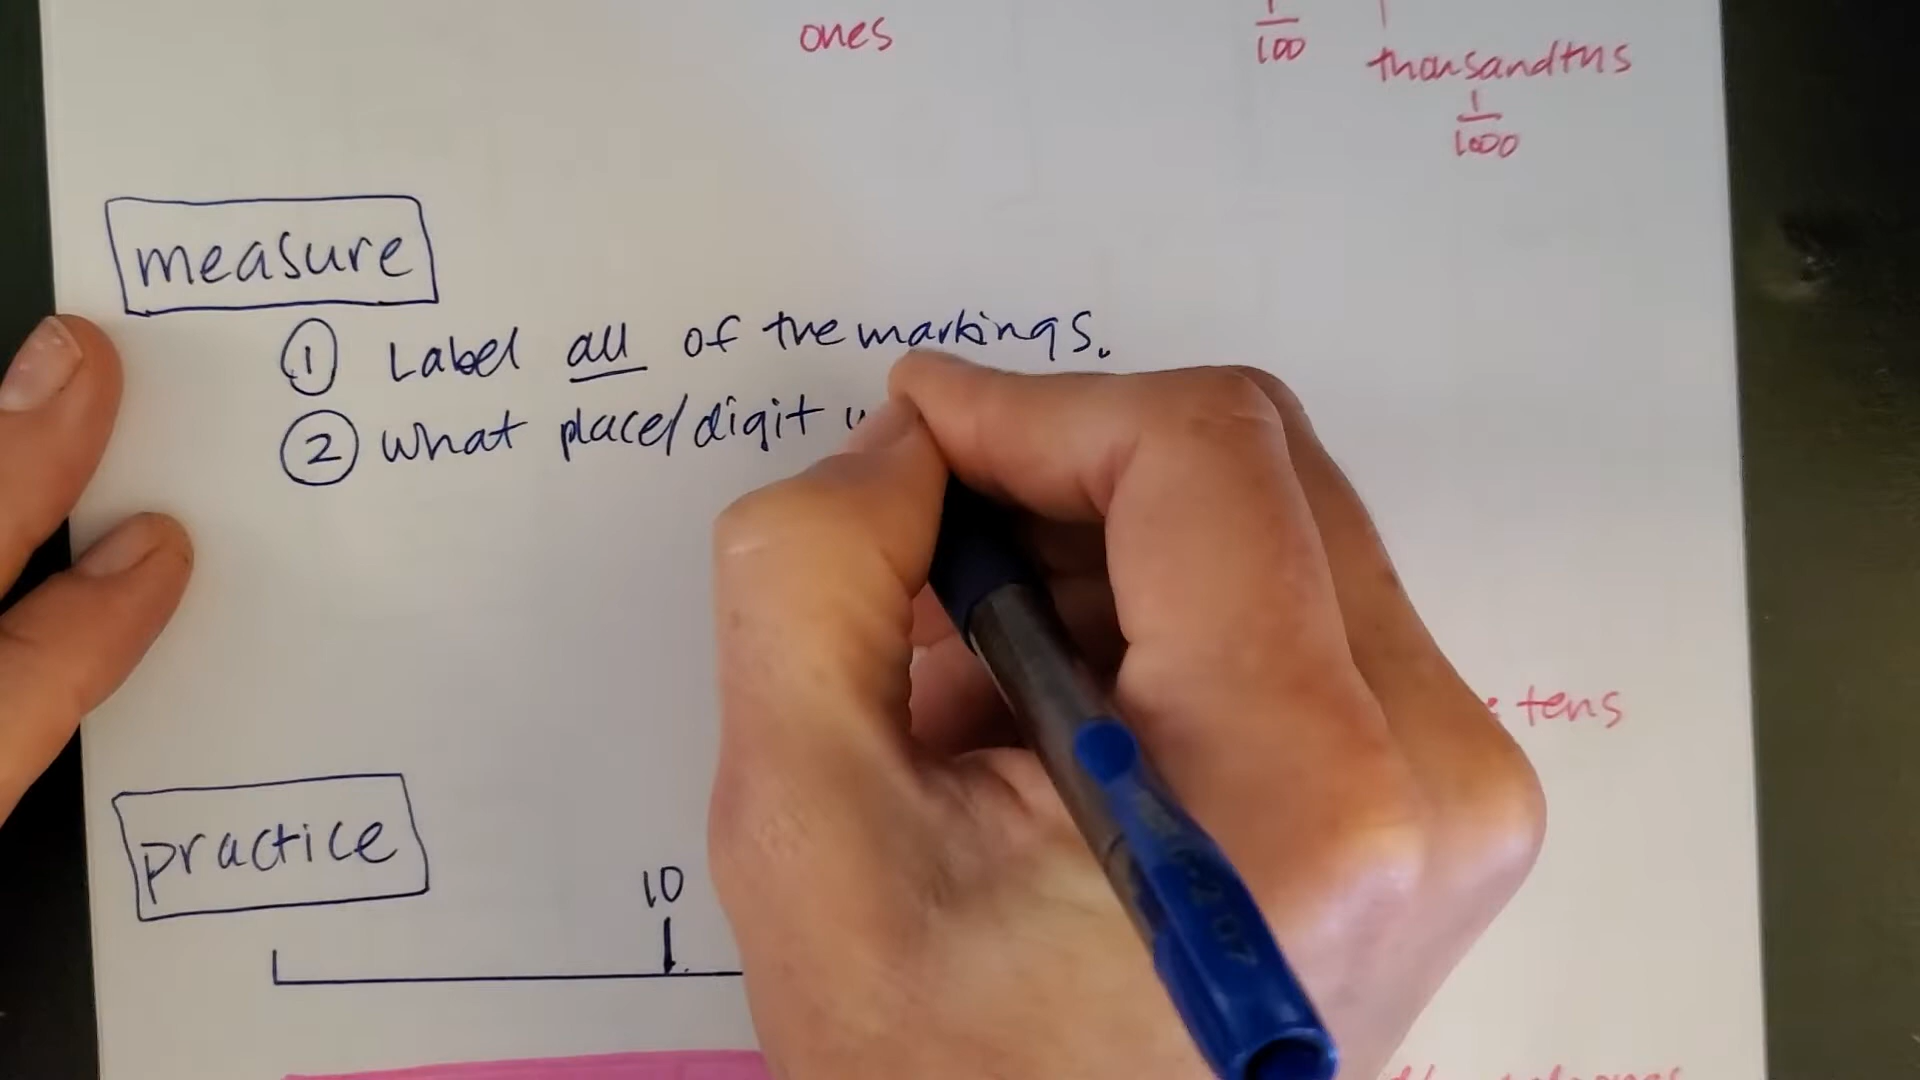 ones
1/100
thousandths
1/1000
measure
① Label all of the markings.
② What place/digit
: tens
practice
10